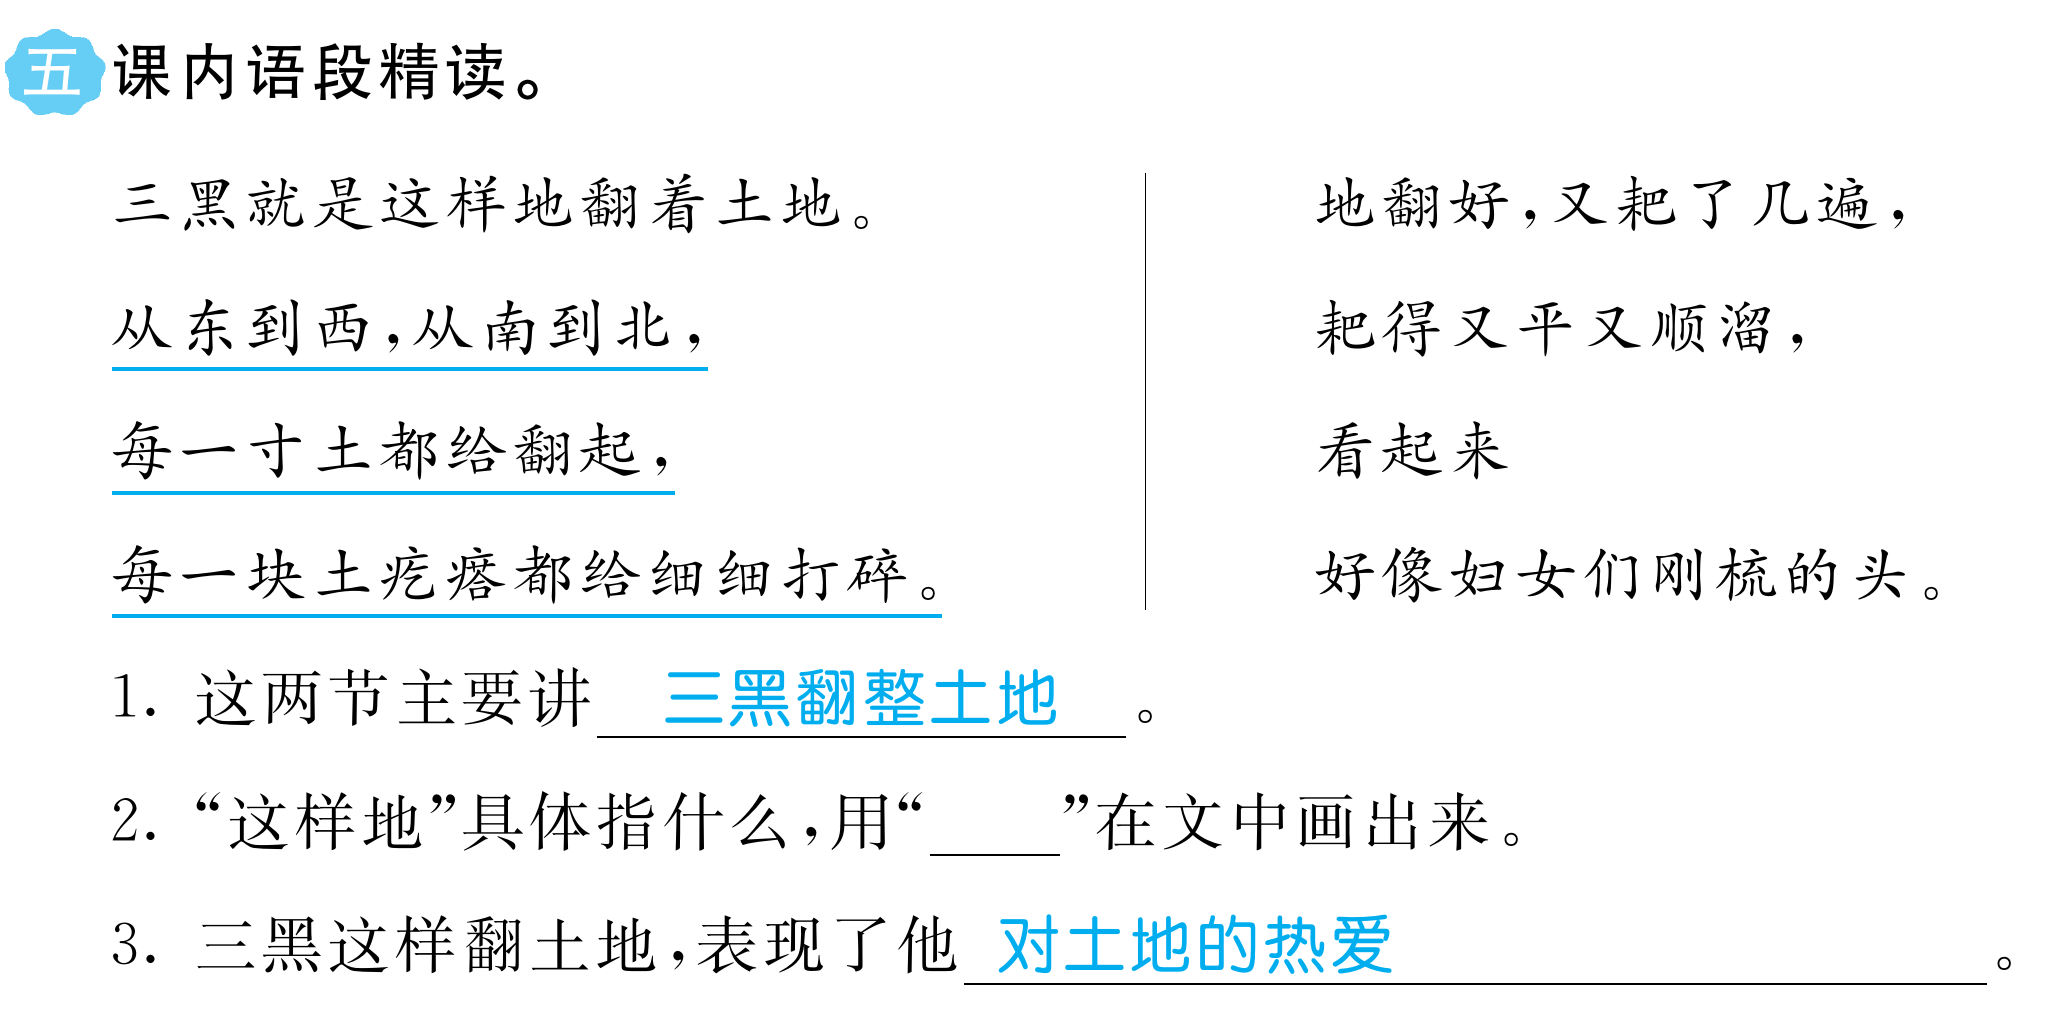 五 课内语段精读。
三黑就是这样地翻着土地。
从东到西,从南到北,
每一寸土都给翻起,
每一块土疙瘩都给细细打碎。
地翻好,又耙了几遍,
耙得又平又顺溜,
看起来
好像妇女们刚梳的头。
1. 这两节主要讲 三黑翻整土地 。
2. “这样地”具体指什么,用“____”在文中画出来。
3. 三黑这样翻土地,表现了他 对土地的热爱 。